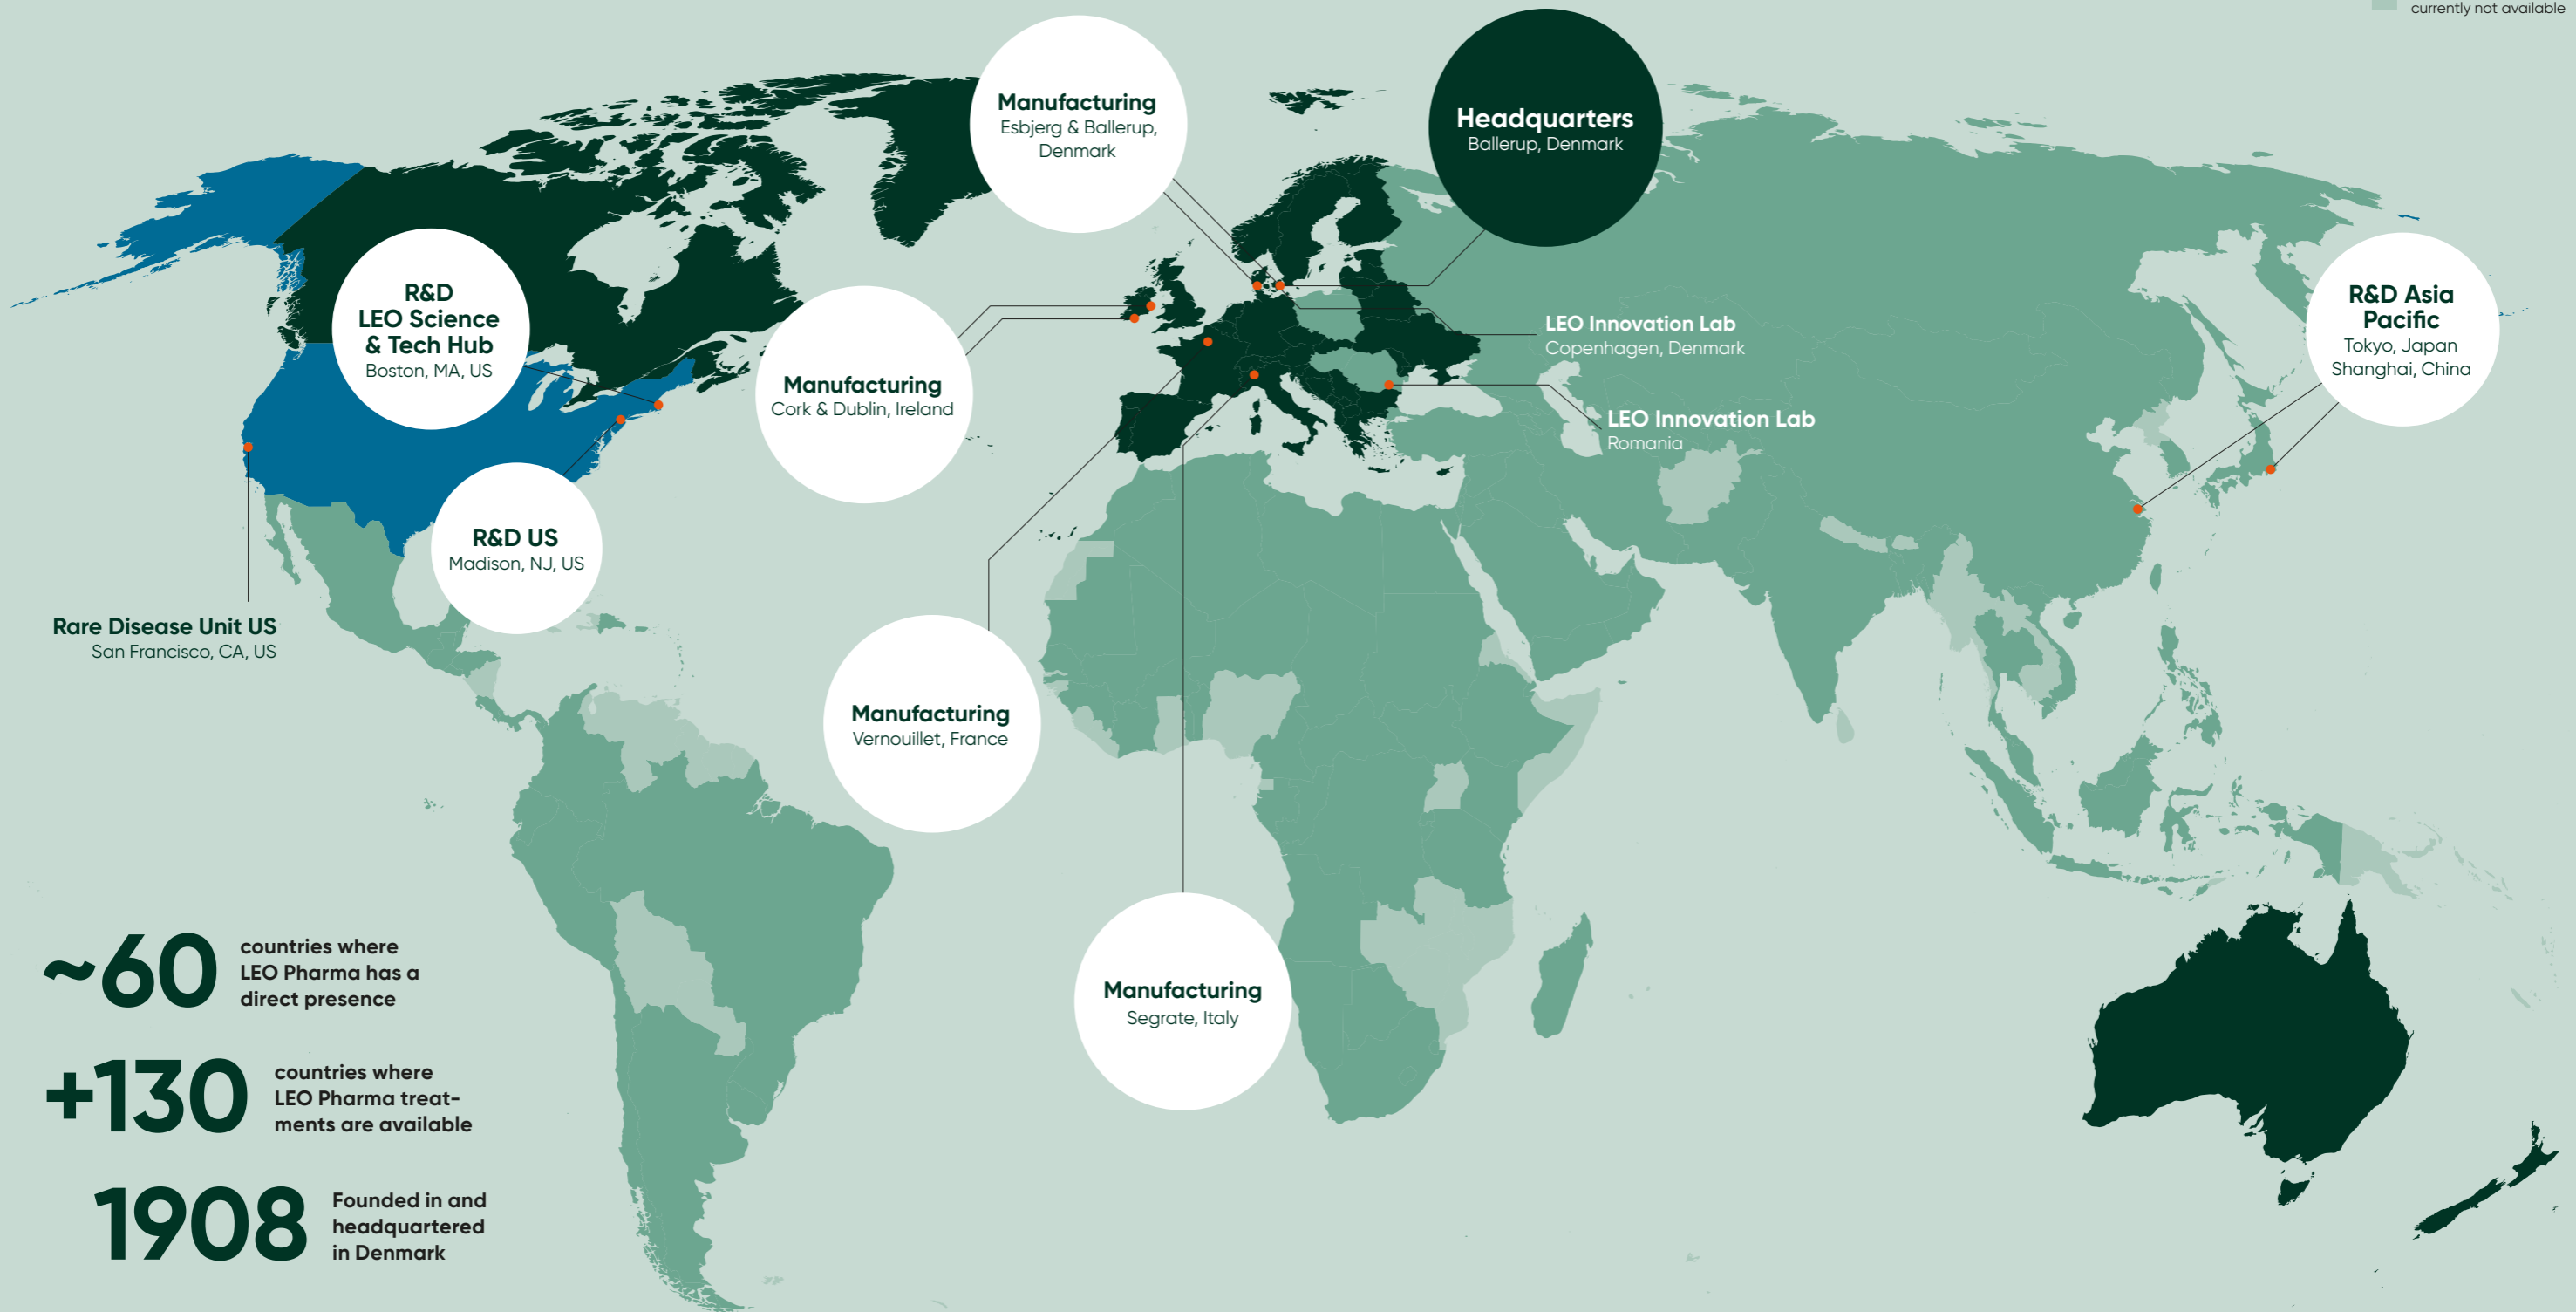 currently not available
Manufacturing
Esbjerg & Ballerup,
Denmark
Headquarters
Ballerup, Denmark
R&D
LEO Science
& Tech Hub
Boston, MA, US
Manufacturing
Cork & Dublin, Ireland
LEO Innovation Lab
Copenhagen, Denmark
LEO Innovation Lab
Romania
R&D Asia
Pacific
Tokyo, Japan
Shanghai, China
R&D US
Madison, NJ, US
Rare Disease Unit US
San Francisco, CA, US
Manufacturing
Vernouillet, France
Manufacturing
Segrate, Italy
~60
countries where
LEO Pharma has a
direct presence
+130
countries where
LEO Pharma treat-
ments are available
1908
Founded in and
headquartered
in Denmark